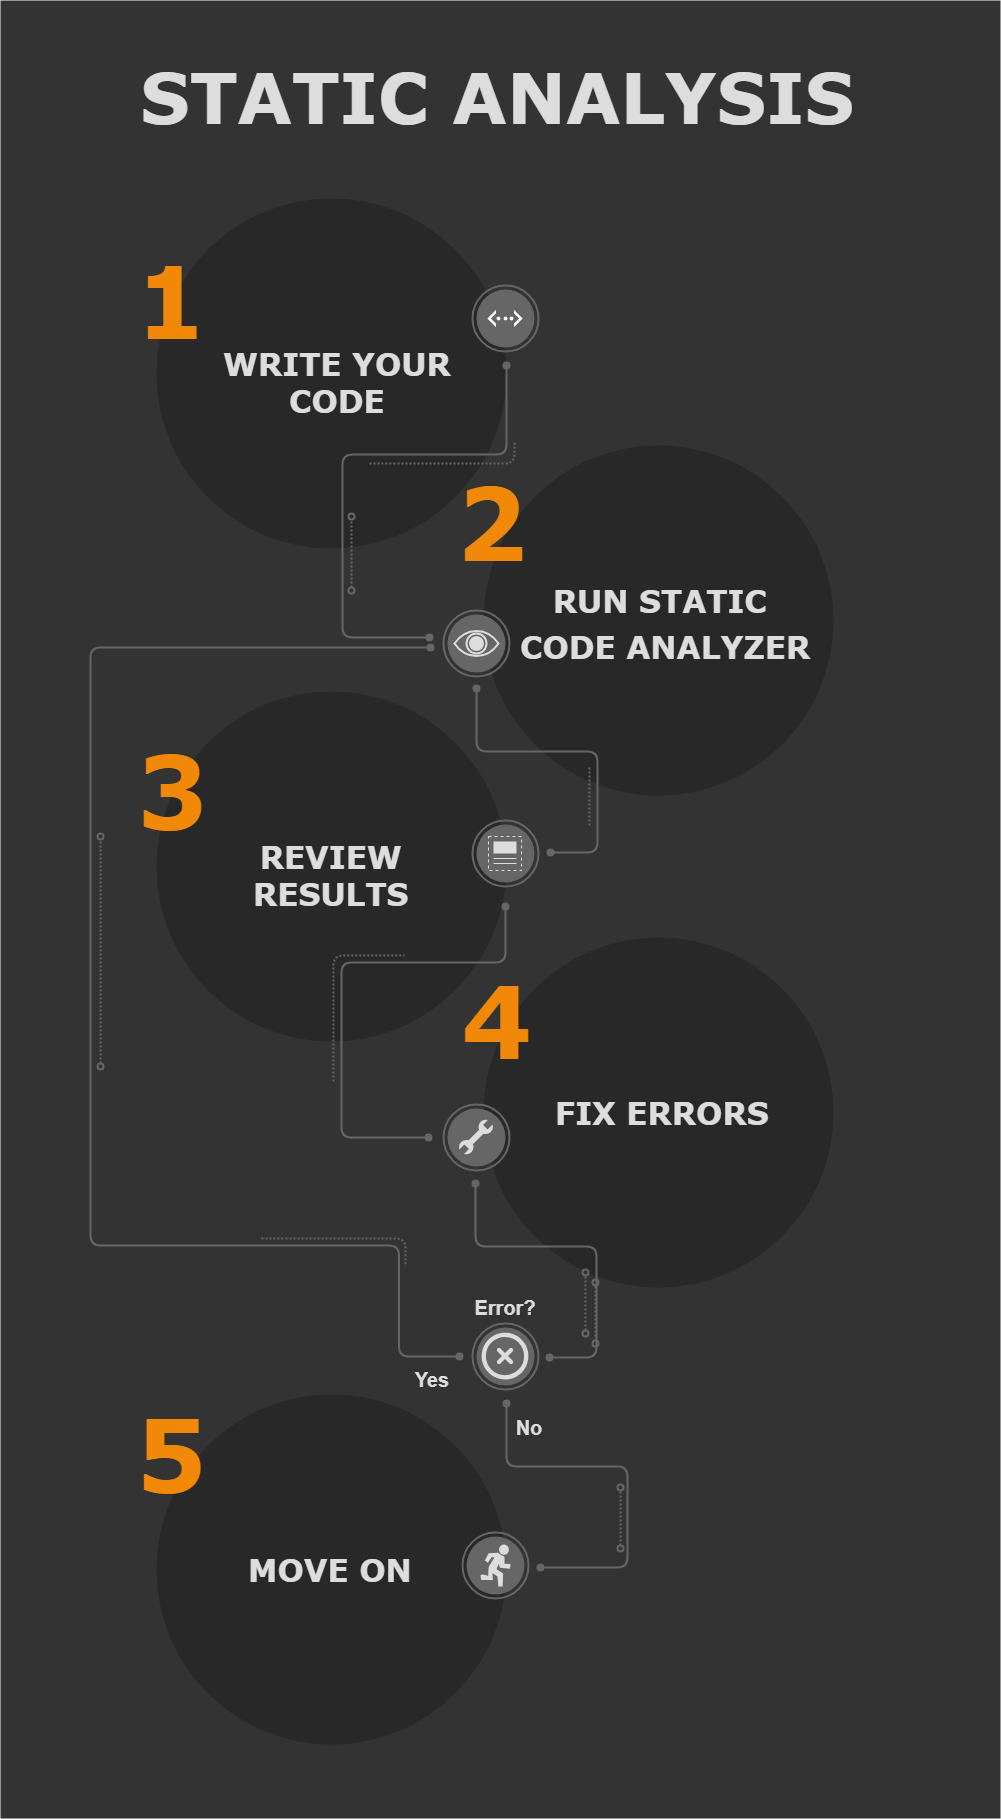 STATIC ANALYSIS
1
WRITE YOUR
CODE
2
RUN STATIC
CODE ANALYZER
3
REVIEW
RESULTS
4
FIX ERRORS
Error?
Yes
No
5
MOVE ON